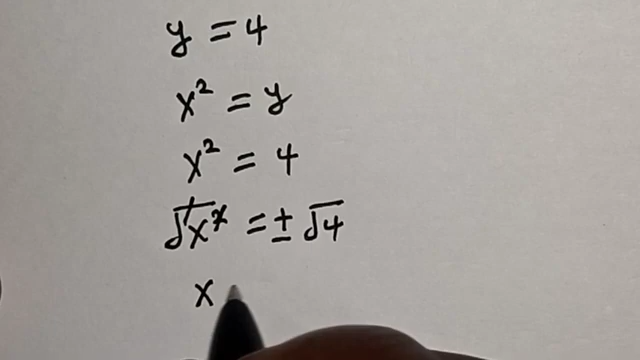 y = 4
x² = y
x² = 4
√x² = ± √4
x